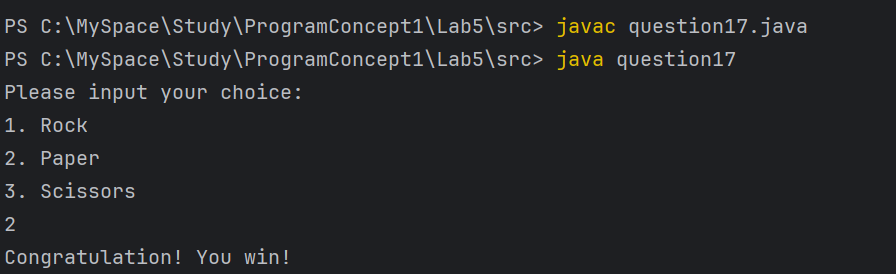 PS C:\MySpace\Study\ProgramConcept1\Lab5\src> javac question17.java
PS C:\MySpace\Study\ProgramConcept1\Lab5\src> java question17
Please input your choice:
1. Rock
2. Paper
3. Scissors
2
Congratulation! You win!